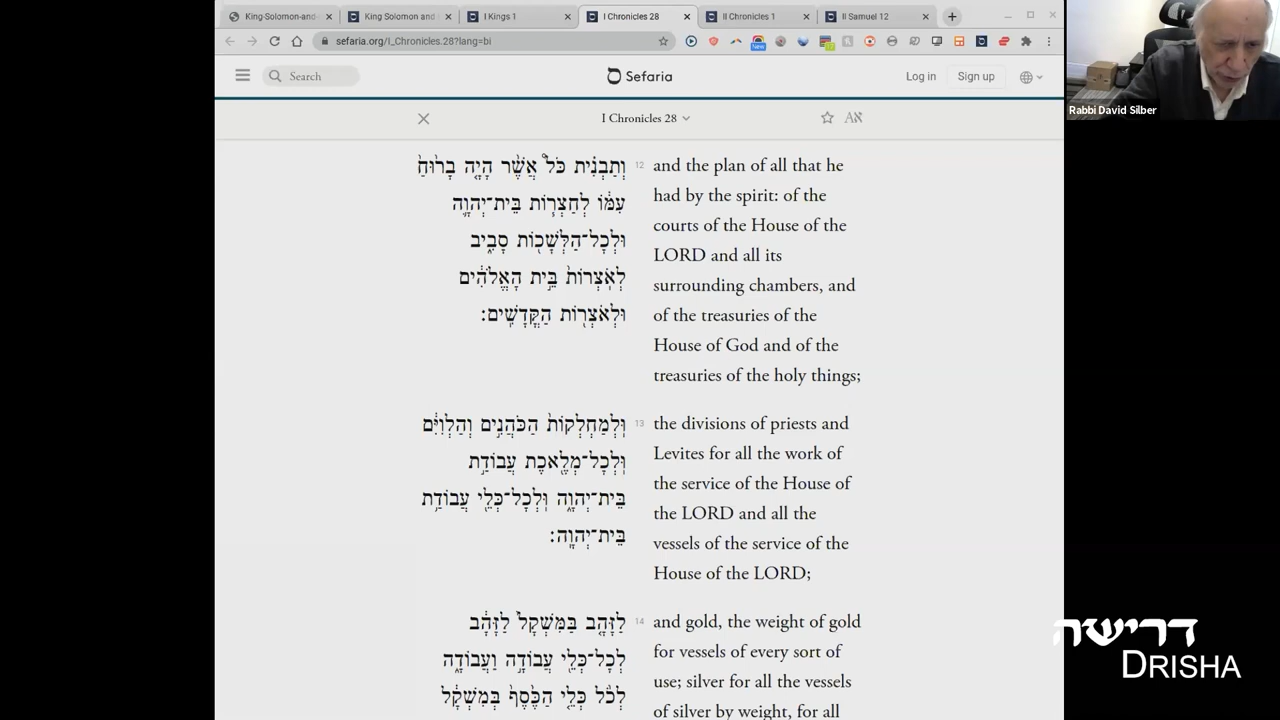 King-Solomon-and-
King Solomon and
I Kings 1
I Chronicles 28
II Chronicles 1
II Samuel 12
sefaria.org/I_Chronicles.28?lang=bi
New
Search
Sefaria
Log in
Sign up
I Chronicles 28
אA
Rabbi David Silber
וְתַבְנִ֗ית כֹּל֩ אֲשֶׁ֨ר הָיָ֤ה בָר֙וּחַ֙
עִמּ֔וֹ לְחַצְר֧וֹת בֵּית־יְהוָ֛ה
וּלְכָל־הַלְּשָׁכ֖וֹת סָבִ֑יב
לְאֹֽצְרוֹת֙ בֵּ֣ית הָאֱלֹהִ֔ים
וּלְאֹצְר֖וֹת הַקֳּדָשִֽׁים׃
12
and the plan of all that he
had by the spirit: of the
courts of the House of the
LORD and all its
surrounding chambers, and
of the treasuries of the
House of God and of the
treasuries of the holy things;
וּֽלְמַחְלְקוֹת֙ הַכֹּהֲנִ֣ים וְהַלְוִיִּ֔ם
וּֽלְכָל־מְלֶ֖אכֶת עֲבוֹדַ֣ת
בֵּית־יְהוָ֑ה וּֽלְכָל־כְּלֵ֖י עֲבוֹדַ֥ת
בֵּית־יְהוָֽה׃
13
the divisions of priests and
Levites for all the work of
the service of the House of
the LORD and all the
vessels of the service of the
House of the LORD;
לַזָּהָ֤ב בַּמִּשְׁקָל֙ לַזָּהָ֔ב
לְכָל־כְּלֵ֖י עֲבוֹדָ֣ה וַעֲבוֹדָ֑ה
לְכֹ֨ל כְּלֵ֤י הַכֶּ֙סֶף֙ בְּמִשְׁקָ֔ל
14
and gold, the weight of gold
for vessels of every sort of
use; silver for all the vessels
of silver by weight, for all
דרישה
DRISHA